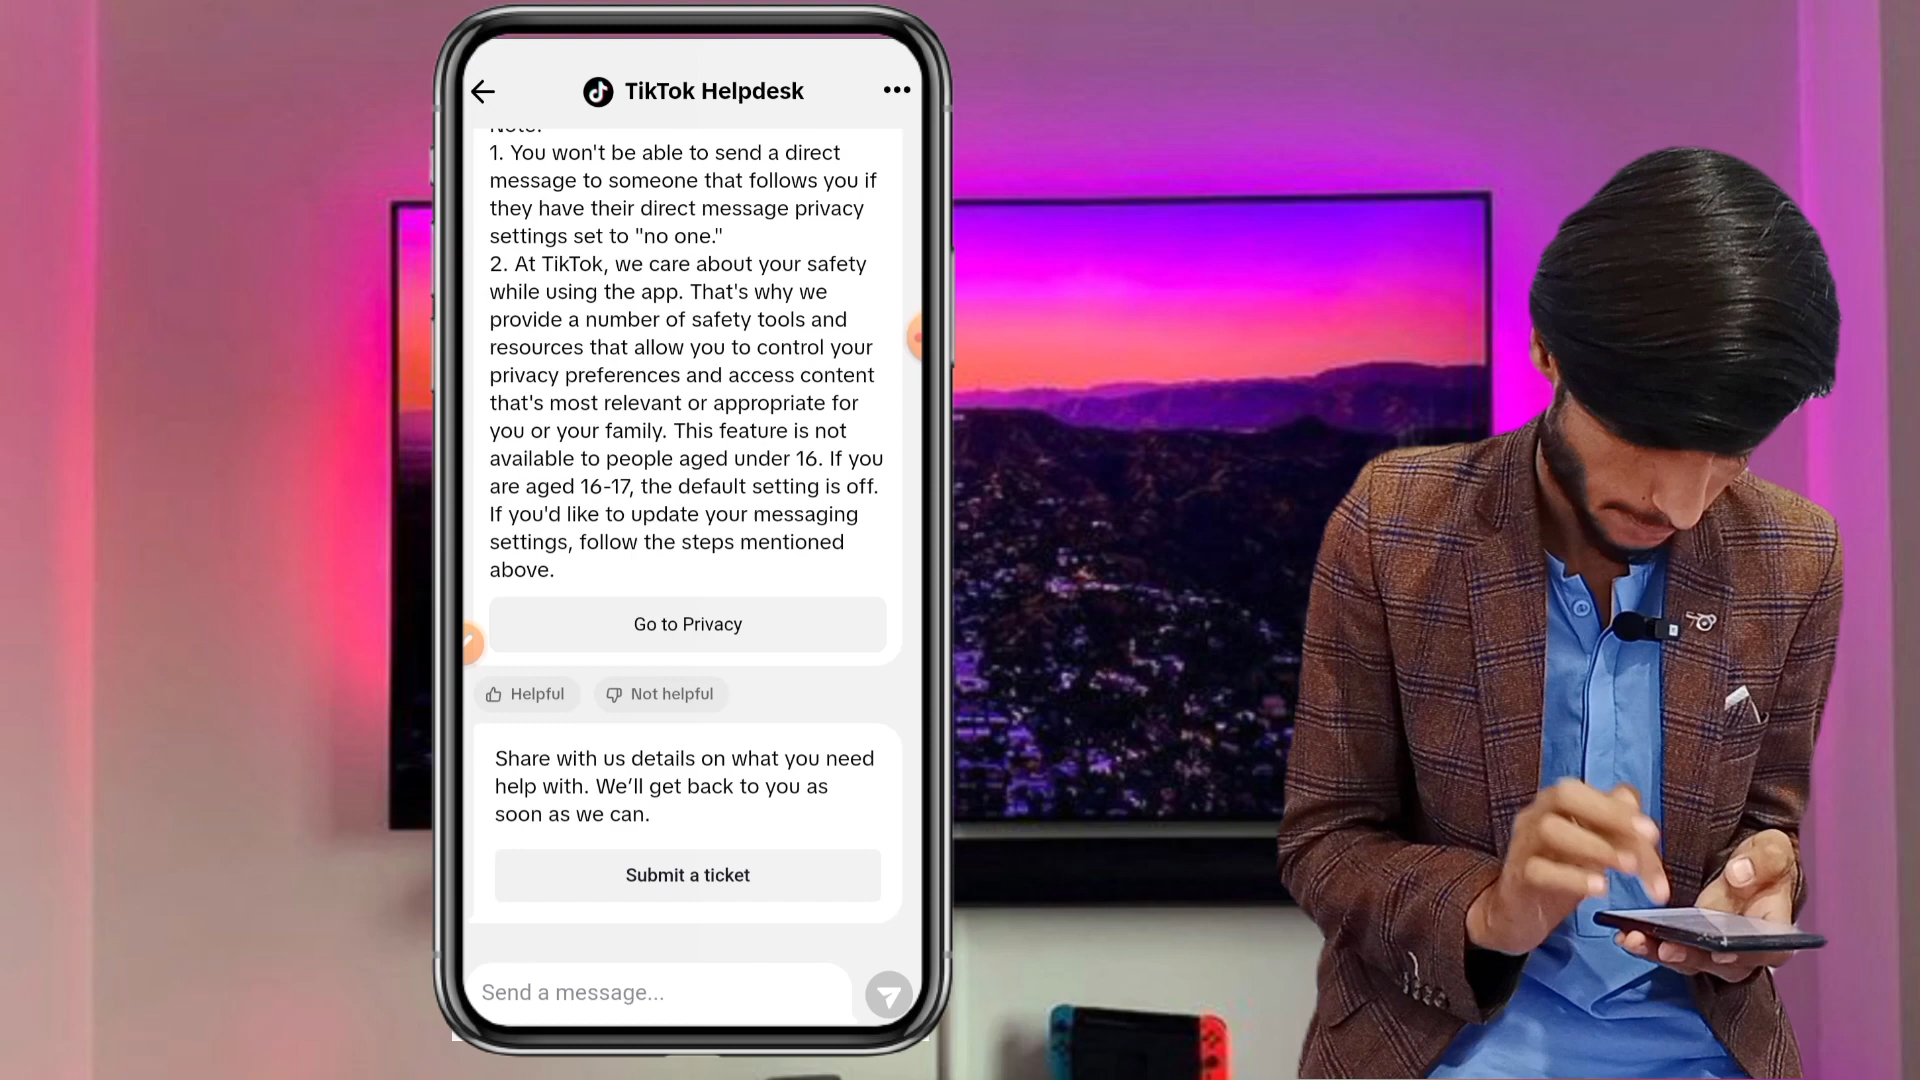 TikTok Helpdesk
Note:
1. You won't be able to send a direct
message to someone that follows you if
they have their direct message privacy
settings set to "no one."
2. At TikTok, we care about your safety
while using the app. That's why we
provide a number of safety tools and
resources that allow you to control your
privacy preferences and access content
that's most relevant or appropriate for
you or your family. This feature is not
available to people aged under 16. If you
are aged 16-17, the default setting is off.
If you'd like to update your messaging
settings, follow the steps mentioned
above.
Go to Privacy
Helpful
Not helpful
Share with us details on what you need
help with. We’ll get back to you as
soon as we can.
Submit a ticket
Send a message...